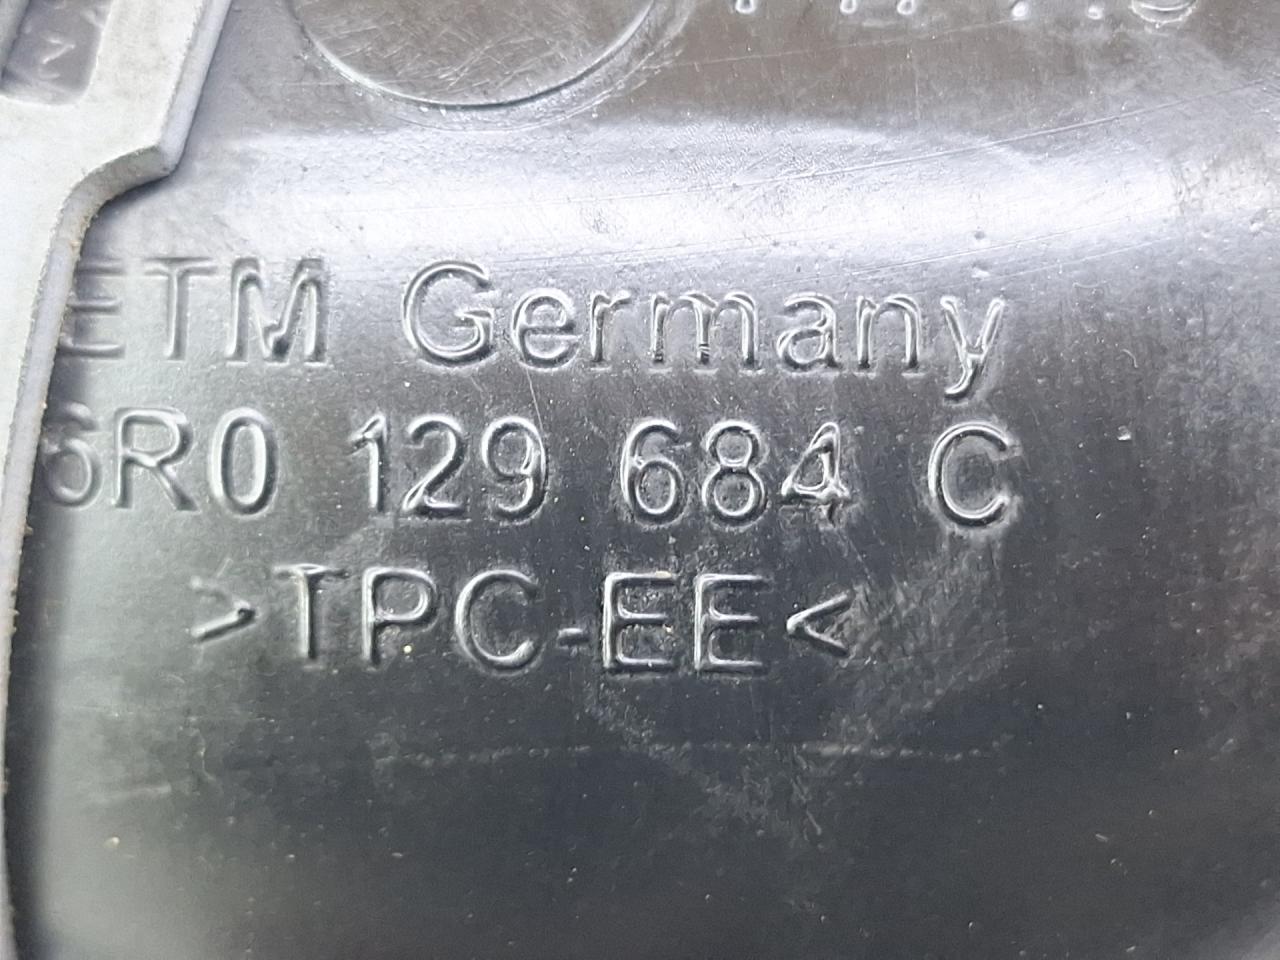 ETM Germany
6R0 129 684 C
>TPC-EE<